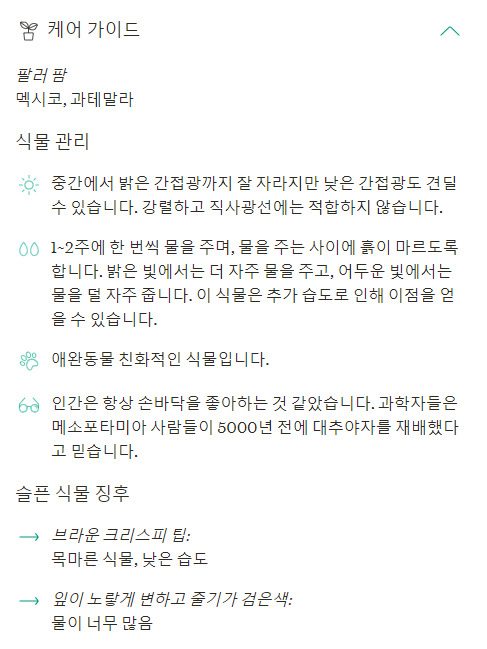 케어 가이드
팔러 팜
멕시코, 과테말라
식물 관리
중간에서 밝은 간접광까지 잘 자라지만 낮은 간접광도 견딜
수 있습니다. 강렬하고 직사광선에는 적합하지 않습니다.
1~2주에 한 번씩 물을 주며, 물을 주는 사이에 흙이 마르도록
합니다. 밝은 빛에서는 더 자주 물을 주고, 어두운 빛에서는
물을 덜 자주 줍니다. 이 식물은 추가 습도로 인해 이점을 얻
을 수 있습니다.
애완동물 친화적인 식물입니다.
인간은 항상 손바닥을 좋아하는 것 같았습니다. 과학자들은
메소포타미아 사람들이 5000년 전에 대추야자를 재배했다
고 믿습니다.
슬픈 식물 징후
브라운 크리스피 팁:
목마른 식물, 낮은 습도
잎이 노랗게 변하고 줄기가 검은색:
물이 너무 많음